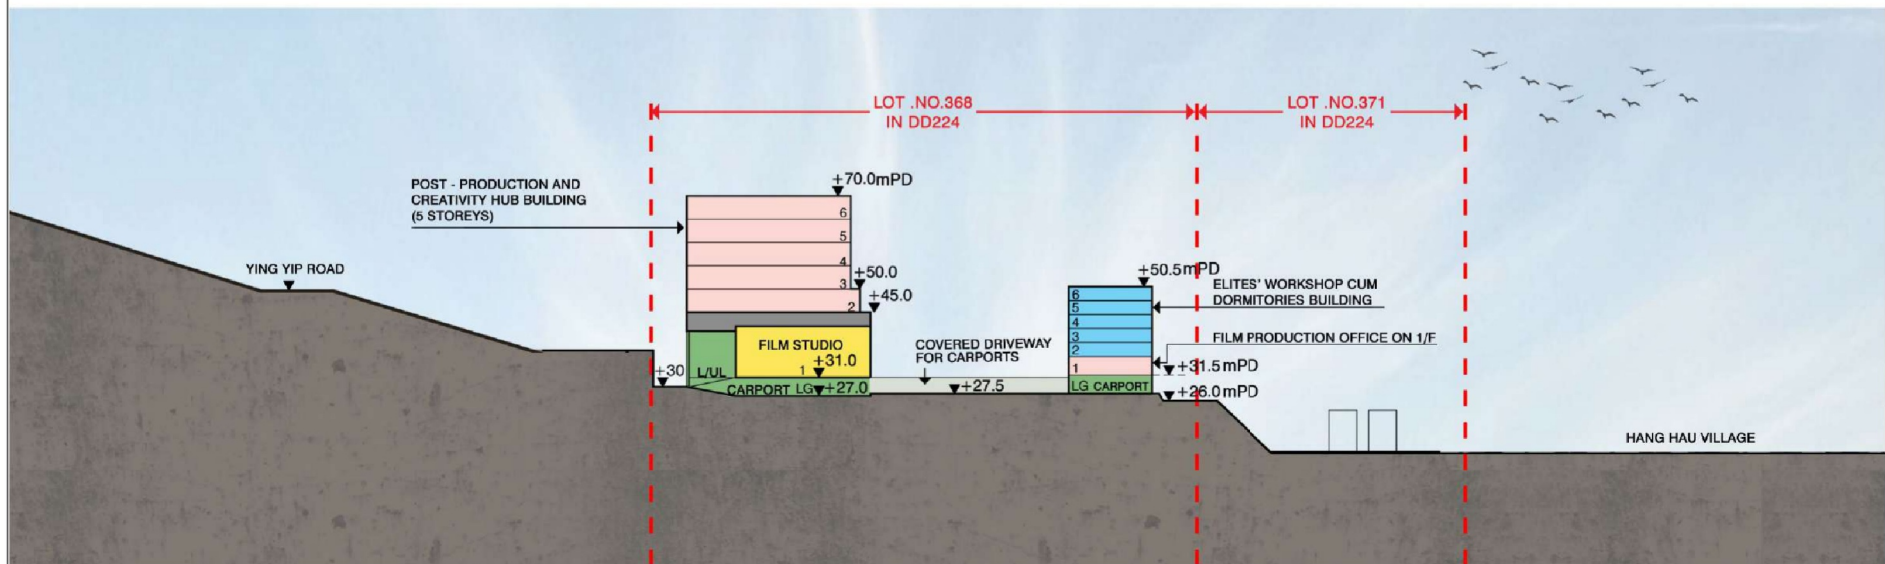 LOT .NO.368
IN DD224
LOT .NO.371
IN DD224
POST - PRODUCTION AND
CREATIVITY HUB BUILDING
(5 STOREYS)
+70.0mPD
6
5
4
3
2
+50.0
+45.0
YING YIP ROAD
FILM STUDIO
1
+31.0
+30
L/UL
CARPORT LG
+27.0
COVERED DRIVEWAY
FOR CARPORTS
+27.5
+50.5mPD
6
5
4
3
2
1
LG CARPORT
ELITES' WORKSHOP CUM
DORMITORIES BUILDING
FILM PRODUCTION OFFICE ON 1/F
+31.5mPD
+26.0mPD
HANG HAU VILLAGE